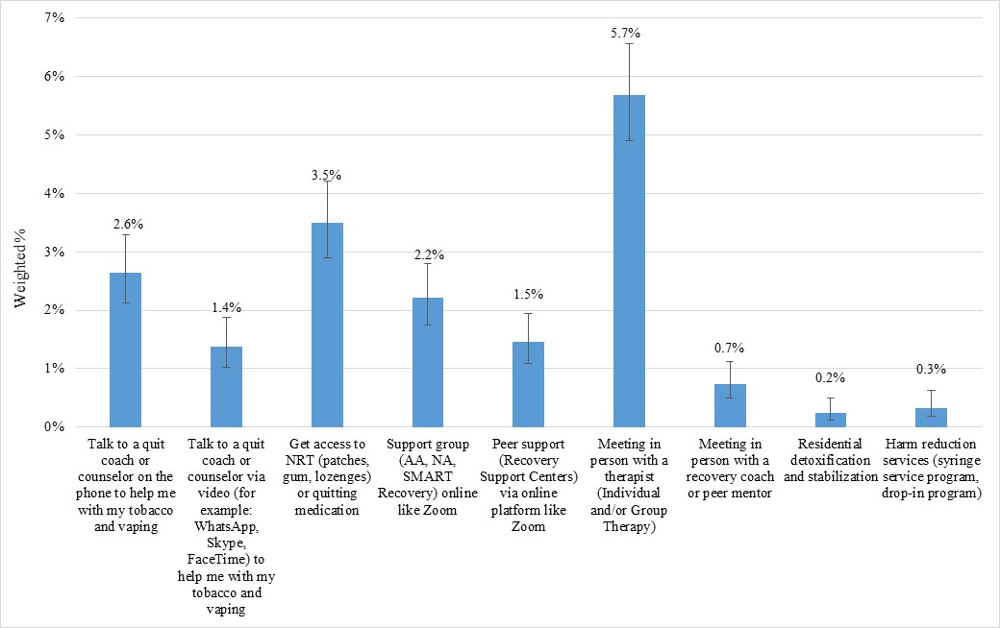 7%
6%
5%
4%
3%
2%
1%
0%
Weighted %
2.6%
1.4%
3.5%
2.2%
1.5%
5.7%
0.7%
0.2%
0.3%
Talk to a quit
coach or
counselor on the
phone to help me
with my tobacco
and vaping
Talk to a quit
coach or
counselor via
video (for
example:
WhatsApp,
Skype,
FaceTime) to
help me with my
tobacco and
vaping
Get access to
NRT (patches,
gum, lozenges)
or quitting
medication
Support group
(AA, NA,
SMART
Recovery) online
like Zoom
Peer support
(Recovery
Support Centers)
via online
platform like
Zoom
Meeting in
person with a
therapist
(Individual
and/or Group
Therapy)
Meeting in
person with a
recovery coach
or peer mentor
Residential
detoxification
and stabilization
Harm reduction
services (syringe
service program,
drop-in program)